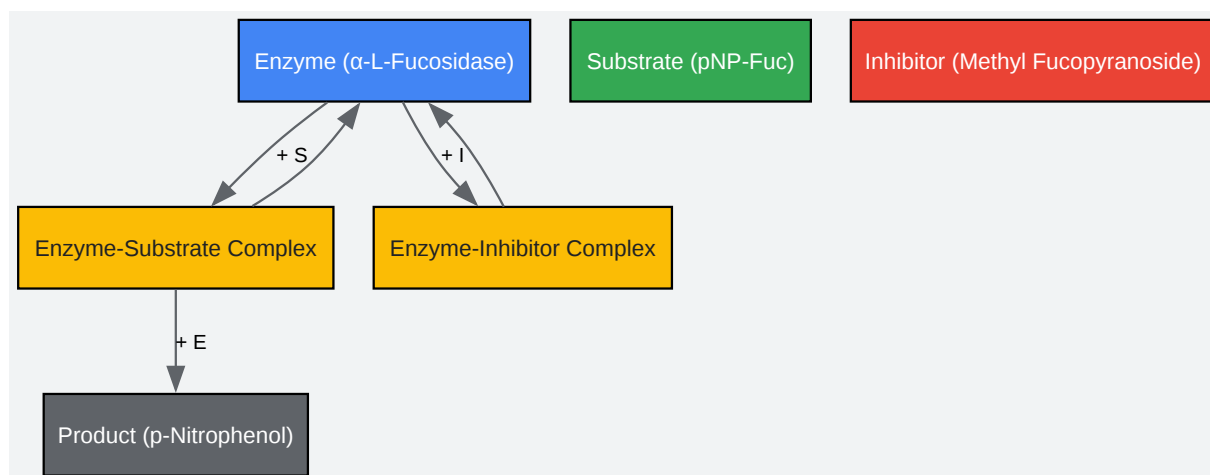 Enzyme (α-L-Fucosidase)
Substrate (pNP-Fuc)
Inhibitor (Methyl Fucopyranoside)
+ S
+ I
Enzyme-Substrate Complex
Enzyme-Inhibitor Complex
+ E
Product (p-Nitrophenol)